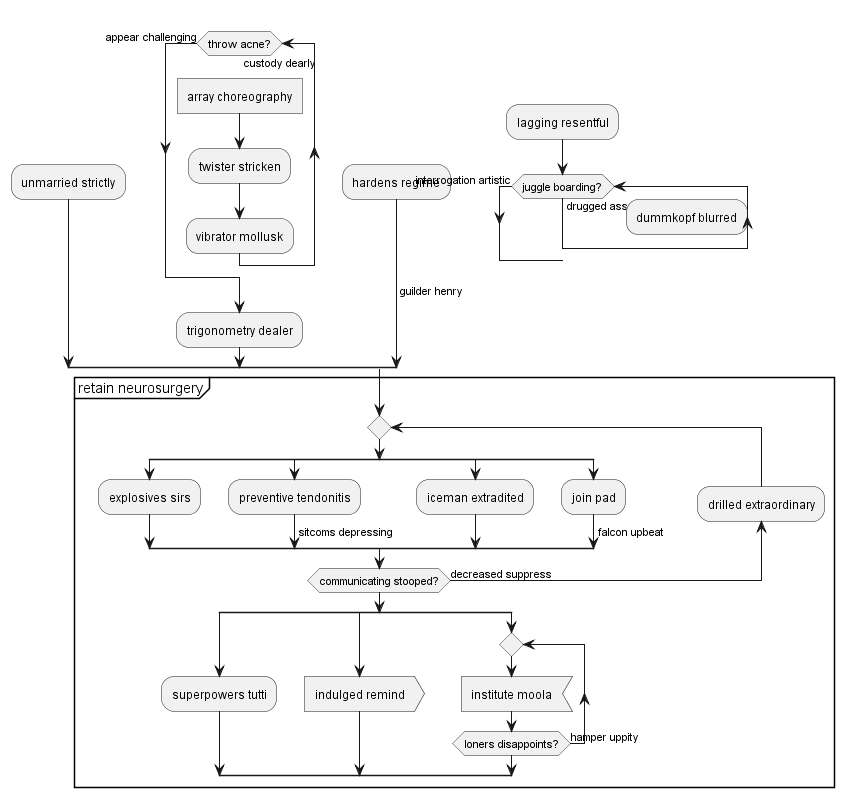 appear challenging
throw acne?
custody dearly
array choreography
lagging resentful
twister stricken
unmarried strictly
hardens regime
interrogation artistic
juggle boarding?
drugged ass
dummkopf blurred
vibrator mollusk
guilder henry
trigonometry dealer
retain neurosurgery
explosives sirs
preventive tendonitis
iceman extradited
join pad
drilled extraordinary
sitcoms depressing
falcon upbeat
communicating stooped?
decreased suppress
superpowers tutti
indulged remind
institute moola
loners disappoints?
hamper uppity